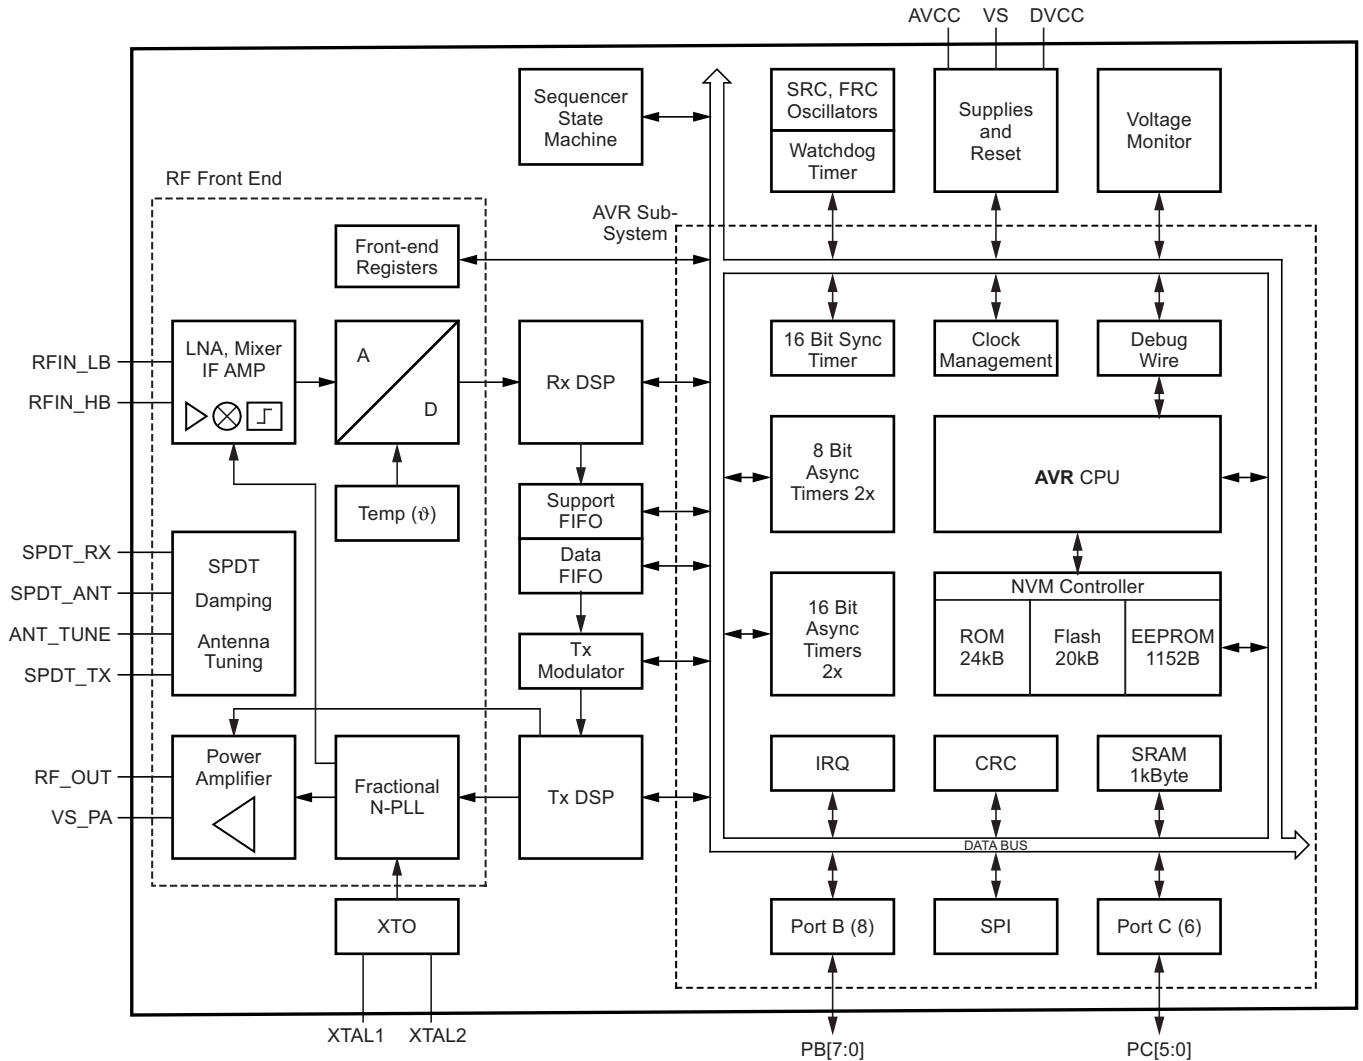 AVCC VS DVCC
Sequencer
State
Machine
SRC, FRC
Oscillators
Watchdog
Timer
Supplies
and
Reset
Voltage
Monitor
RF Front End
AVR Sub-
System
Front-end
Registers
LNA, Mixer
IF AMP
A
D
Rx DSP
16 Bit Sync
Timer
Clock
Management
Debug
Wire
RFIN_LB
RFIN_HB
8 Bit
Async
Timers 2x
AVR CPU
Temp (ϑ)
Support
FIFO
Data
FIFO
SPDT_RX
SPDT_ANT
ANT_TUNE
SPDT_TX
SPDT
Damping
Antenna
Tuning
Tx
Modulator
16 Bit
Async
Timers
2x
NVM Controller
ROM
24kB
Flash
20kB
EEPROM
1152B
RF_OUT
VS_PA
Power
Amplifier
Fractional
N-PLL
Tx DSP
IRQ
CRC
SRAM
1kByte
DATA BUS
XTO
Port B (8)
SPI
Port C (6)
XTAL1 XTAL2
PB[7:0]
PC[5:0]